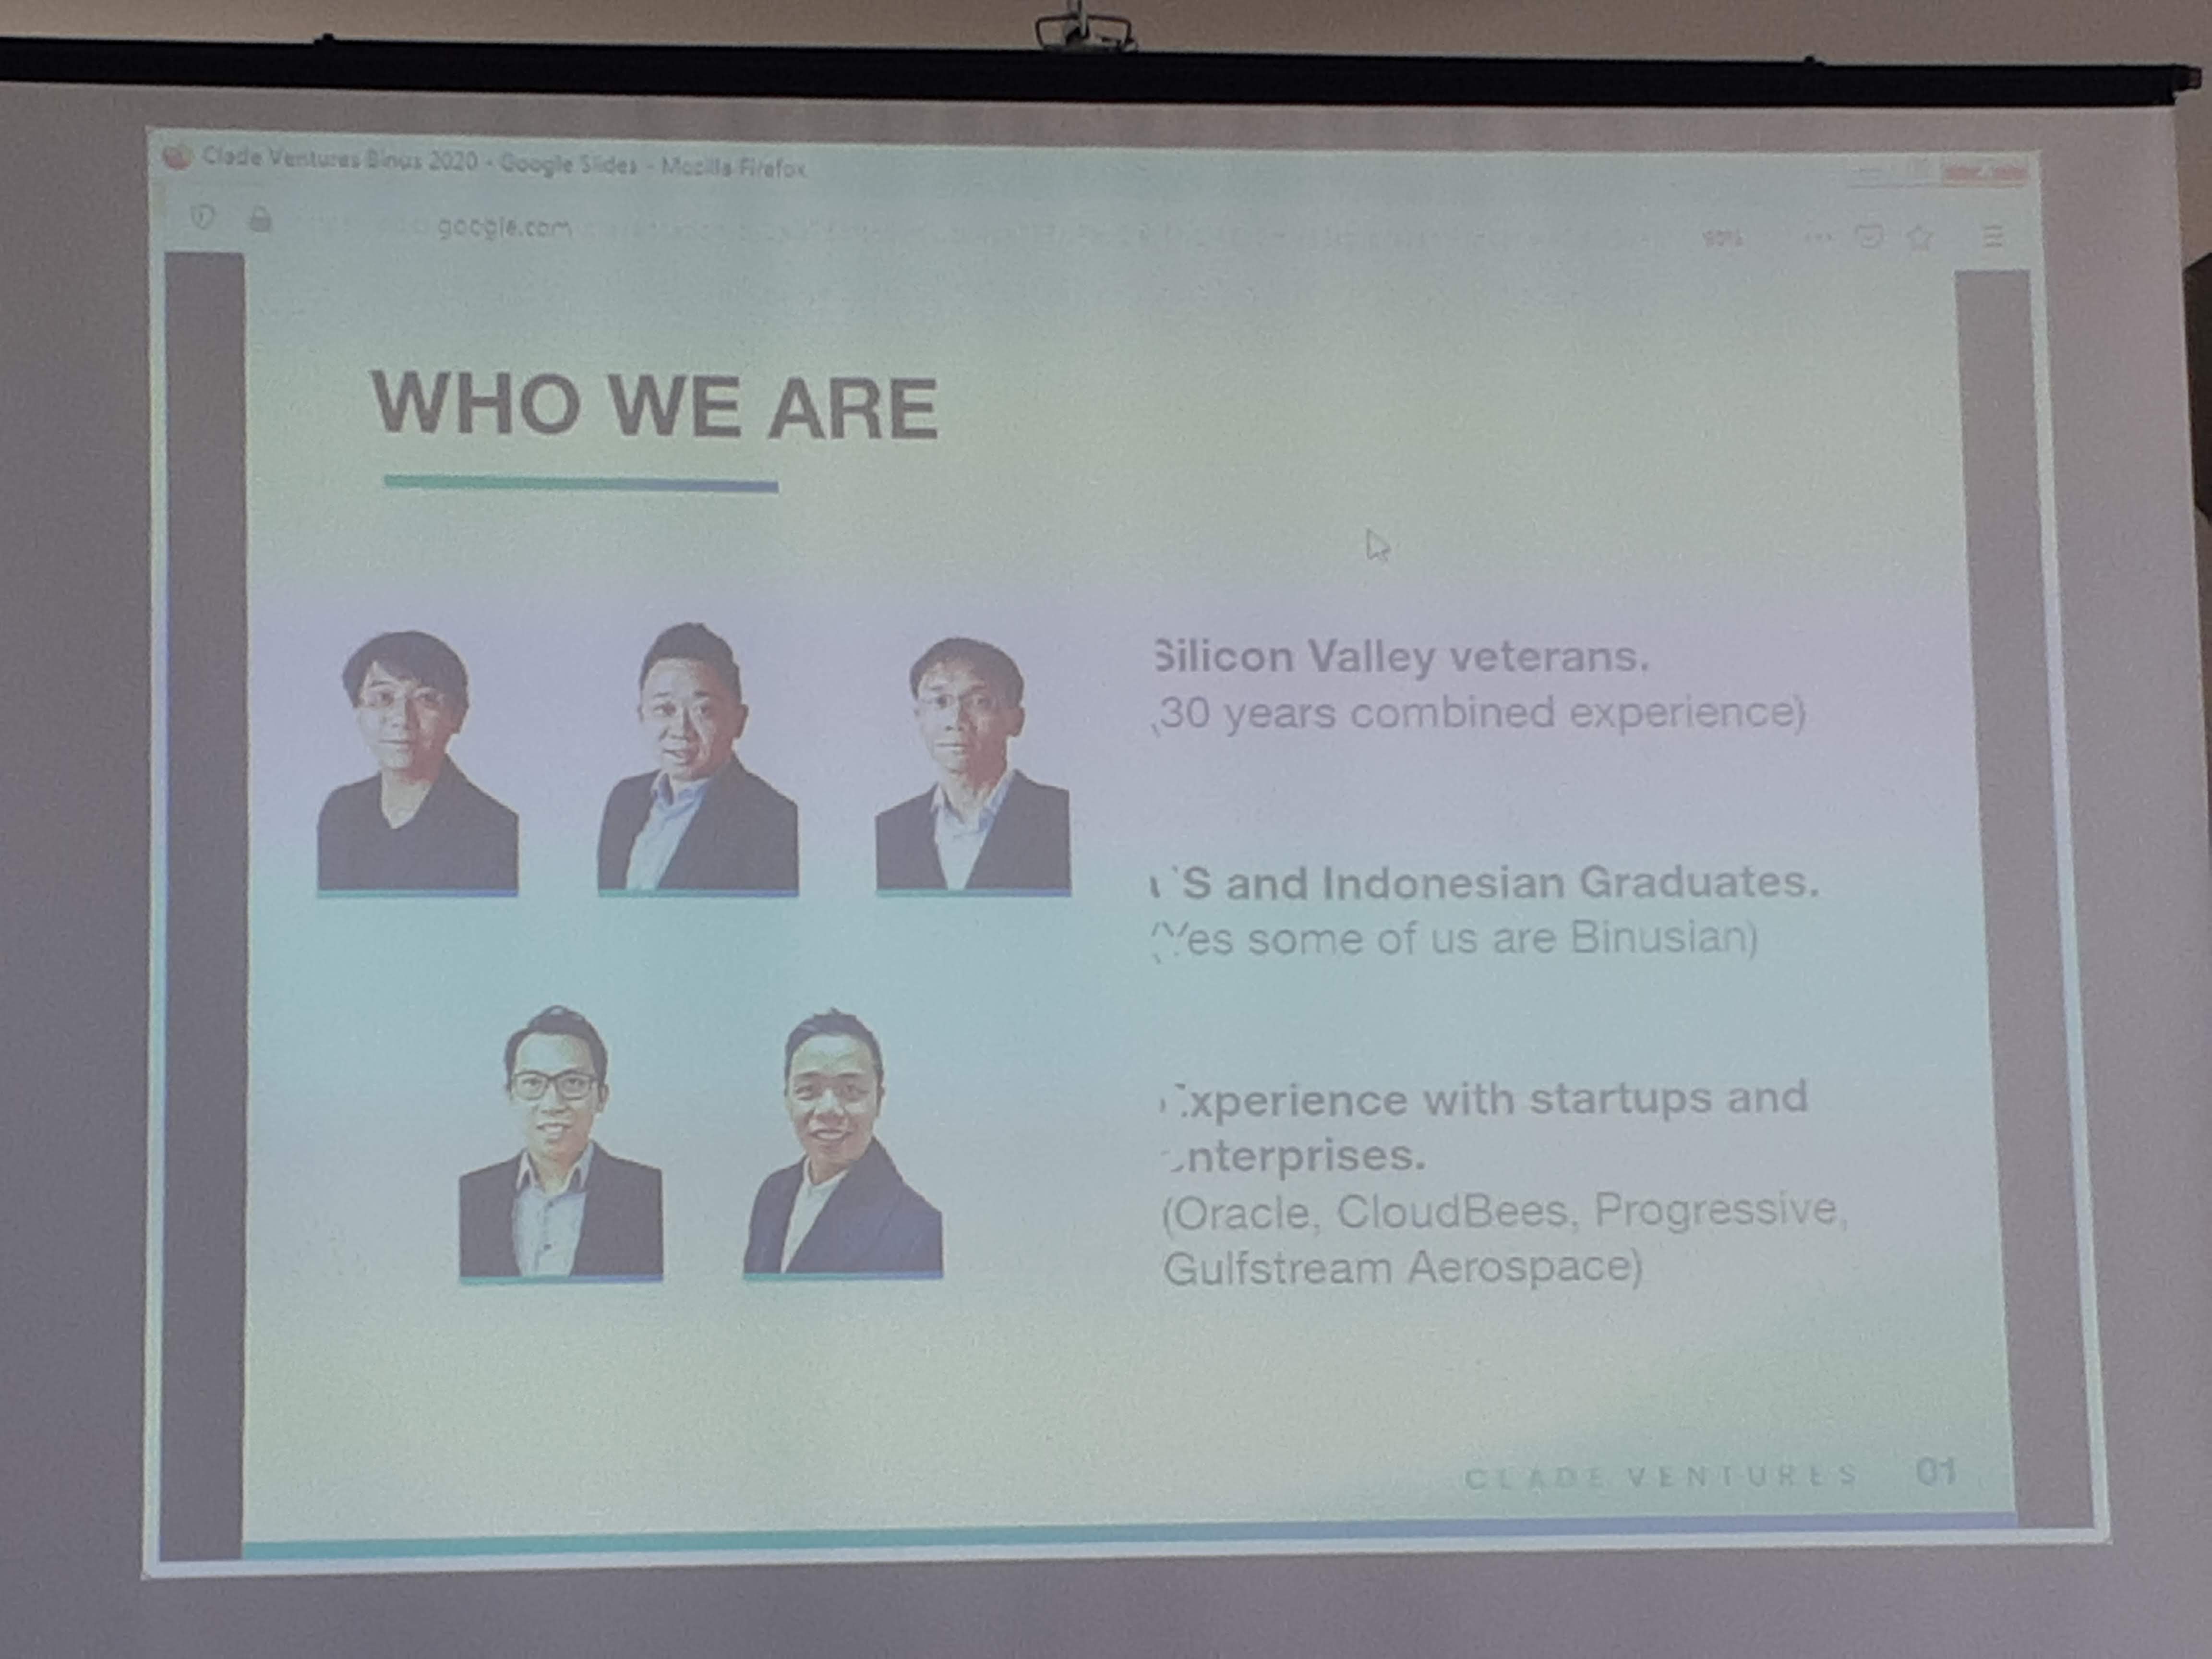 Clade Ventures Binus 2020 - Google Slides - Mozilla Firefox
google.com
90%
WHO WE ARE
Silicon Valley veterans.
(30 years combined experience)
US and Indonesian Graduates.
(Yes some of us are Binusian)
Experience with startups and
enterprises.
(Oracle, CloudBees, Progressive,
Gulfstream Aerospace)
CLADE VENTURES 01